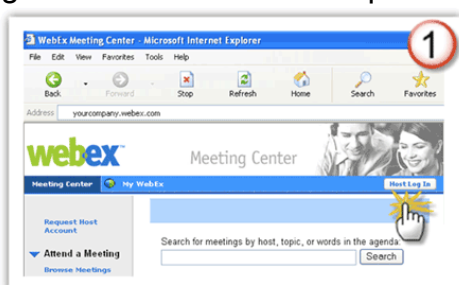 WebEx Meeting Center - Microsoft Internet Explorer
1
File Edit View Favorites Tools Help
Back Forward Stop Refresh Home Search Favorites
Address yourcompany.webex.com
webex
Meeting Center
Meeting Center My WebEx Host Log In
Request Host
Account
Search for meetings by host, topic, or words in the agenda:
Attend a Meeting
Search
Browse Meetings